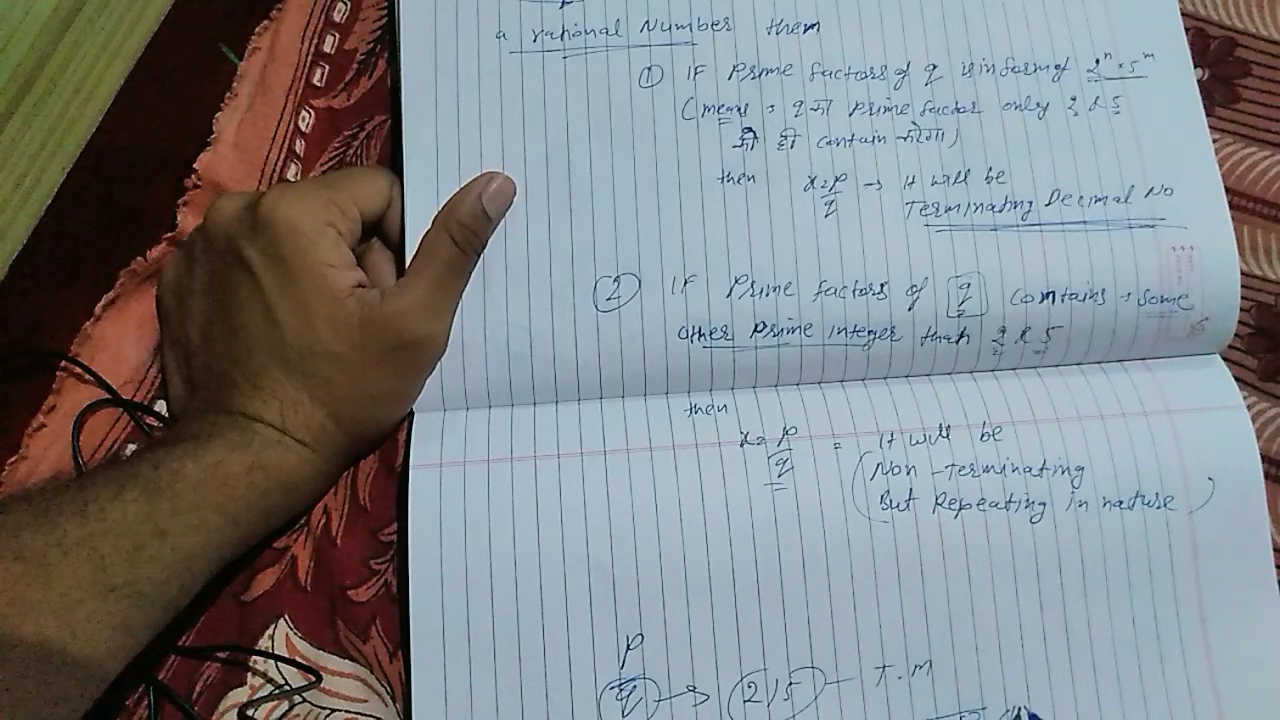 a rational Number them
① IF Prime factors of q is in form of 2ⁿ × 5ᵐ
(means → q का Prime factor only 2 & 5
को ही contain करेगा)
then x = p/q → It will be
Terminating Decimal No
② IF Prime factors of q contains → some
other Prime integer than 2 & 5
then
x = p/q = It will be
(Non-terminating
But Repeating in nature)
p/q → 2, 5 — T.M